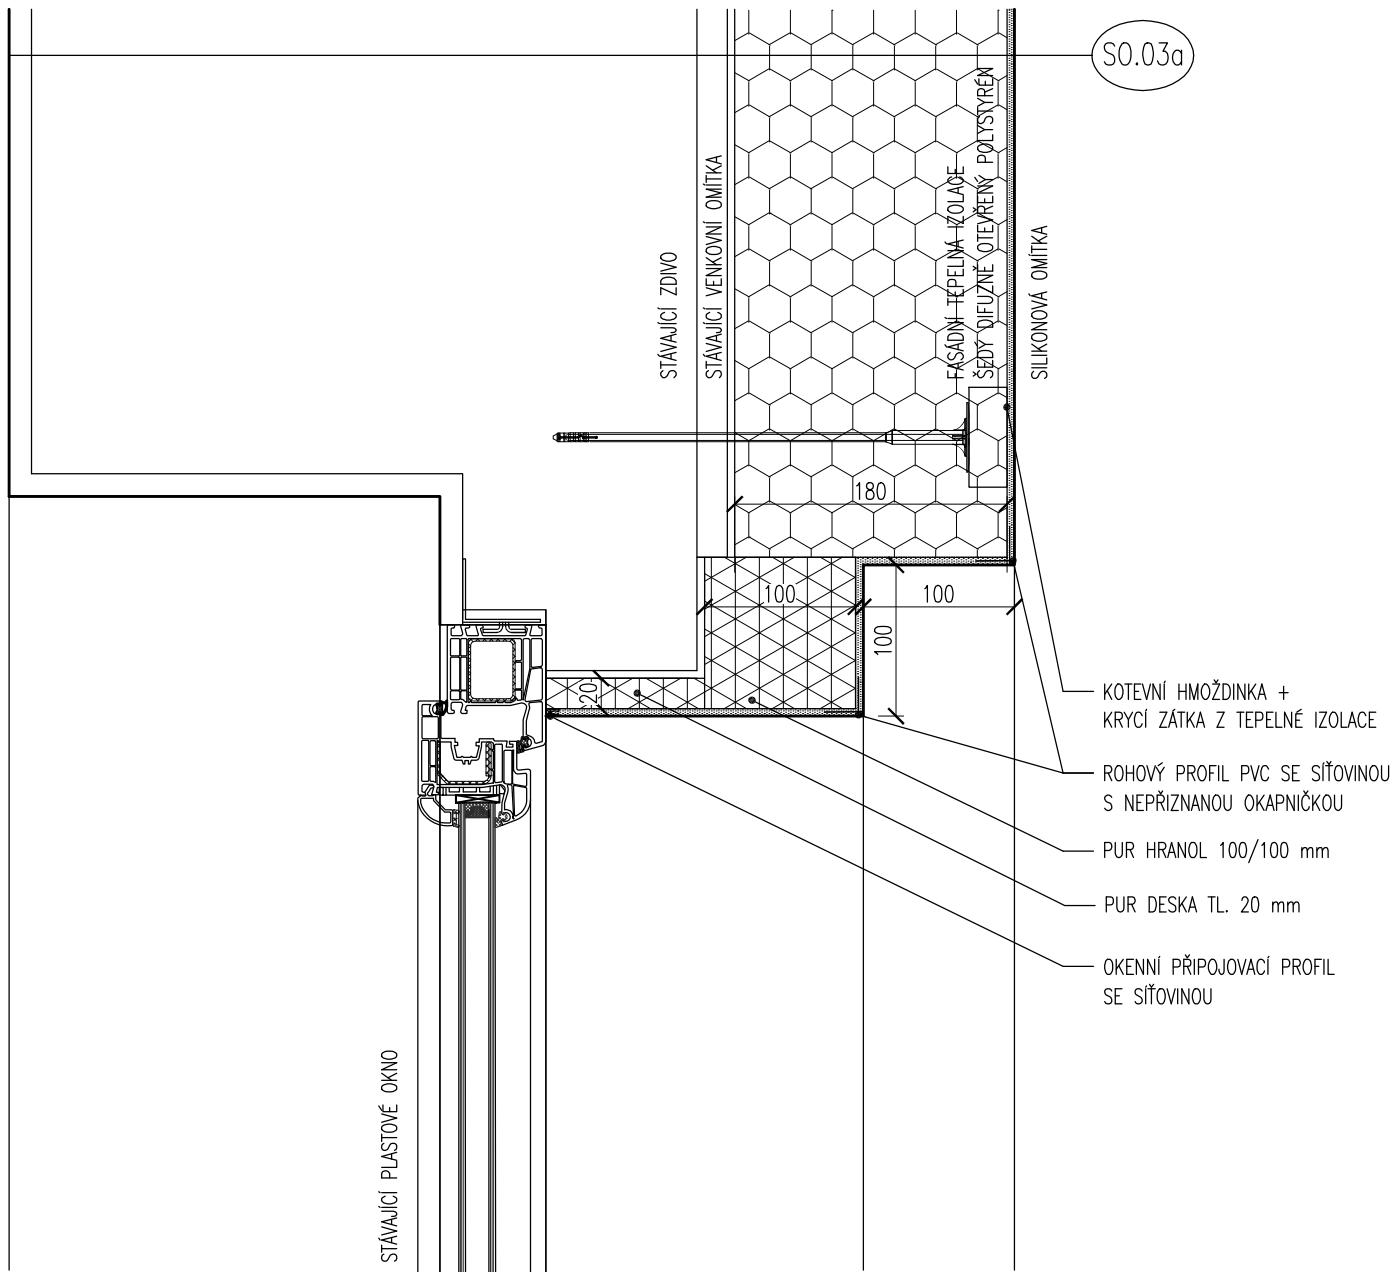 SO.03a
STÁVAJÍCÍ ZDIVO
STÁVAJÍCÍ VENKOVNÍ OMÍTKA
FASÁDNÍ TEPELNÁ IZOLACE
ŠEDÝ DIFUZNĚ OTEVŘENÝ POLYSTYRÉN
SILIKONOVÁ OMÍTKA
180
100
100
100
20
KOTEVNÍ HMOŽDINKA +
KRYCÍ ZÁTKA Z TEPELNÉ IZOLACE
ROHOVÝ PROFIL PVC SE SÍŤOVINOU
S NEPŘIZNANOU OKAPNIČKOU
PUR HRANOL 100/100 mm
PUR DESKA TL. 20 mm
OKENNÍ PŘIPOJOVACÍ PROFIL
SE SÍŤOVINOU
STÁVAJÍCÍ PLASTOVÉ OKNO